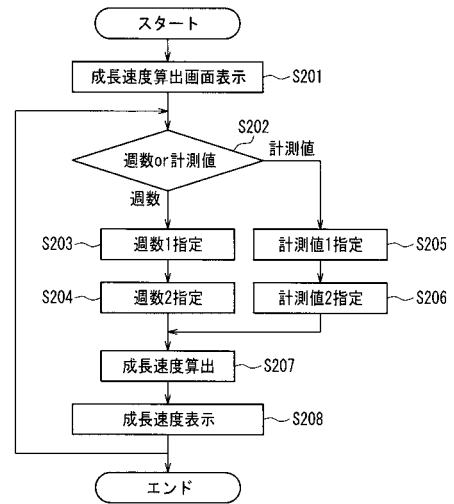 スタート
成長速度算出画面表示
S201
S202
週数or計測値
計測値
週数
S203
週数1指定
計測値1指定
S205
S204
週数2指定
計測値2指定
S206
成長速度算出
S207
成長速度表示
S208
エンド